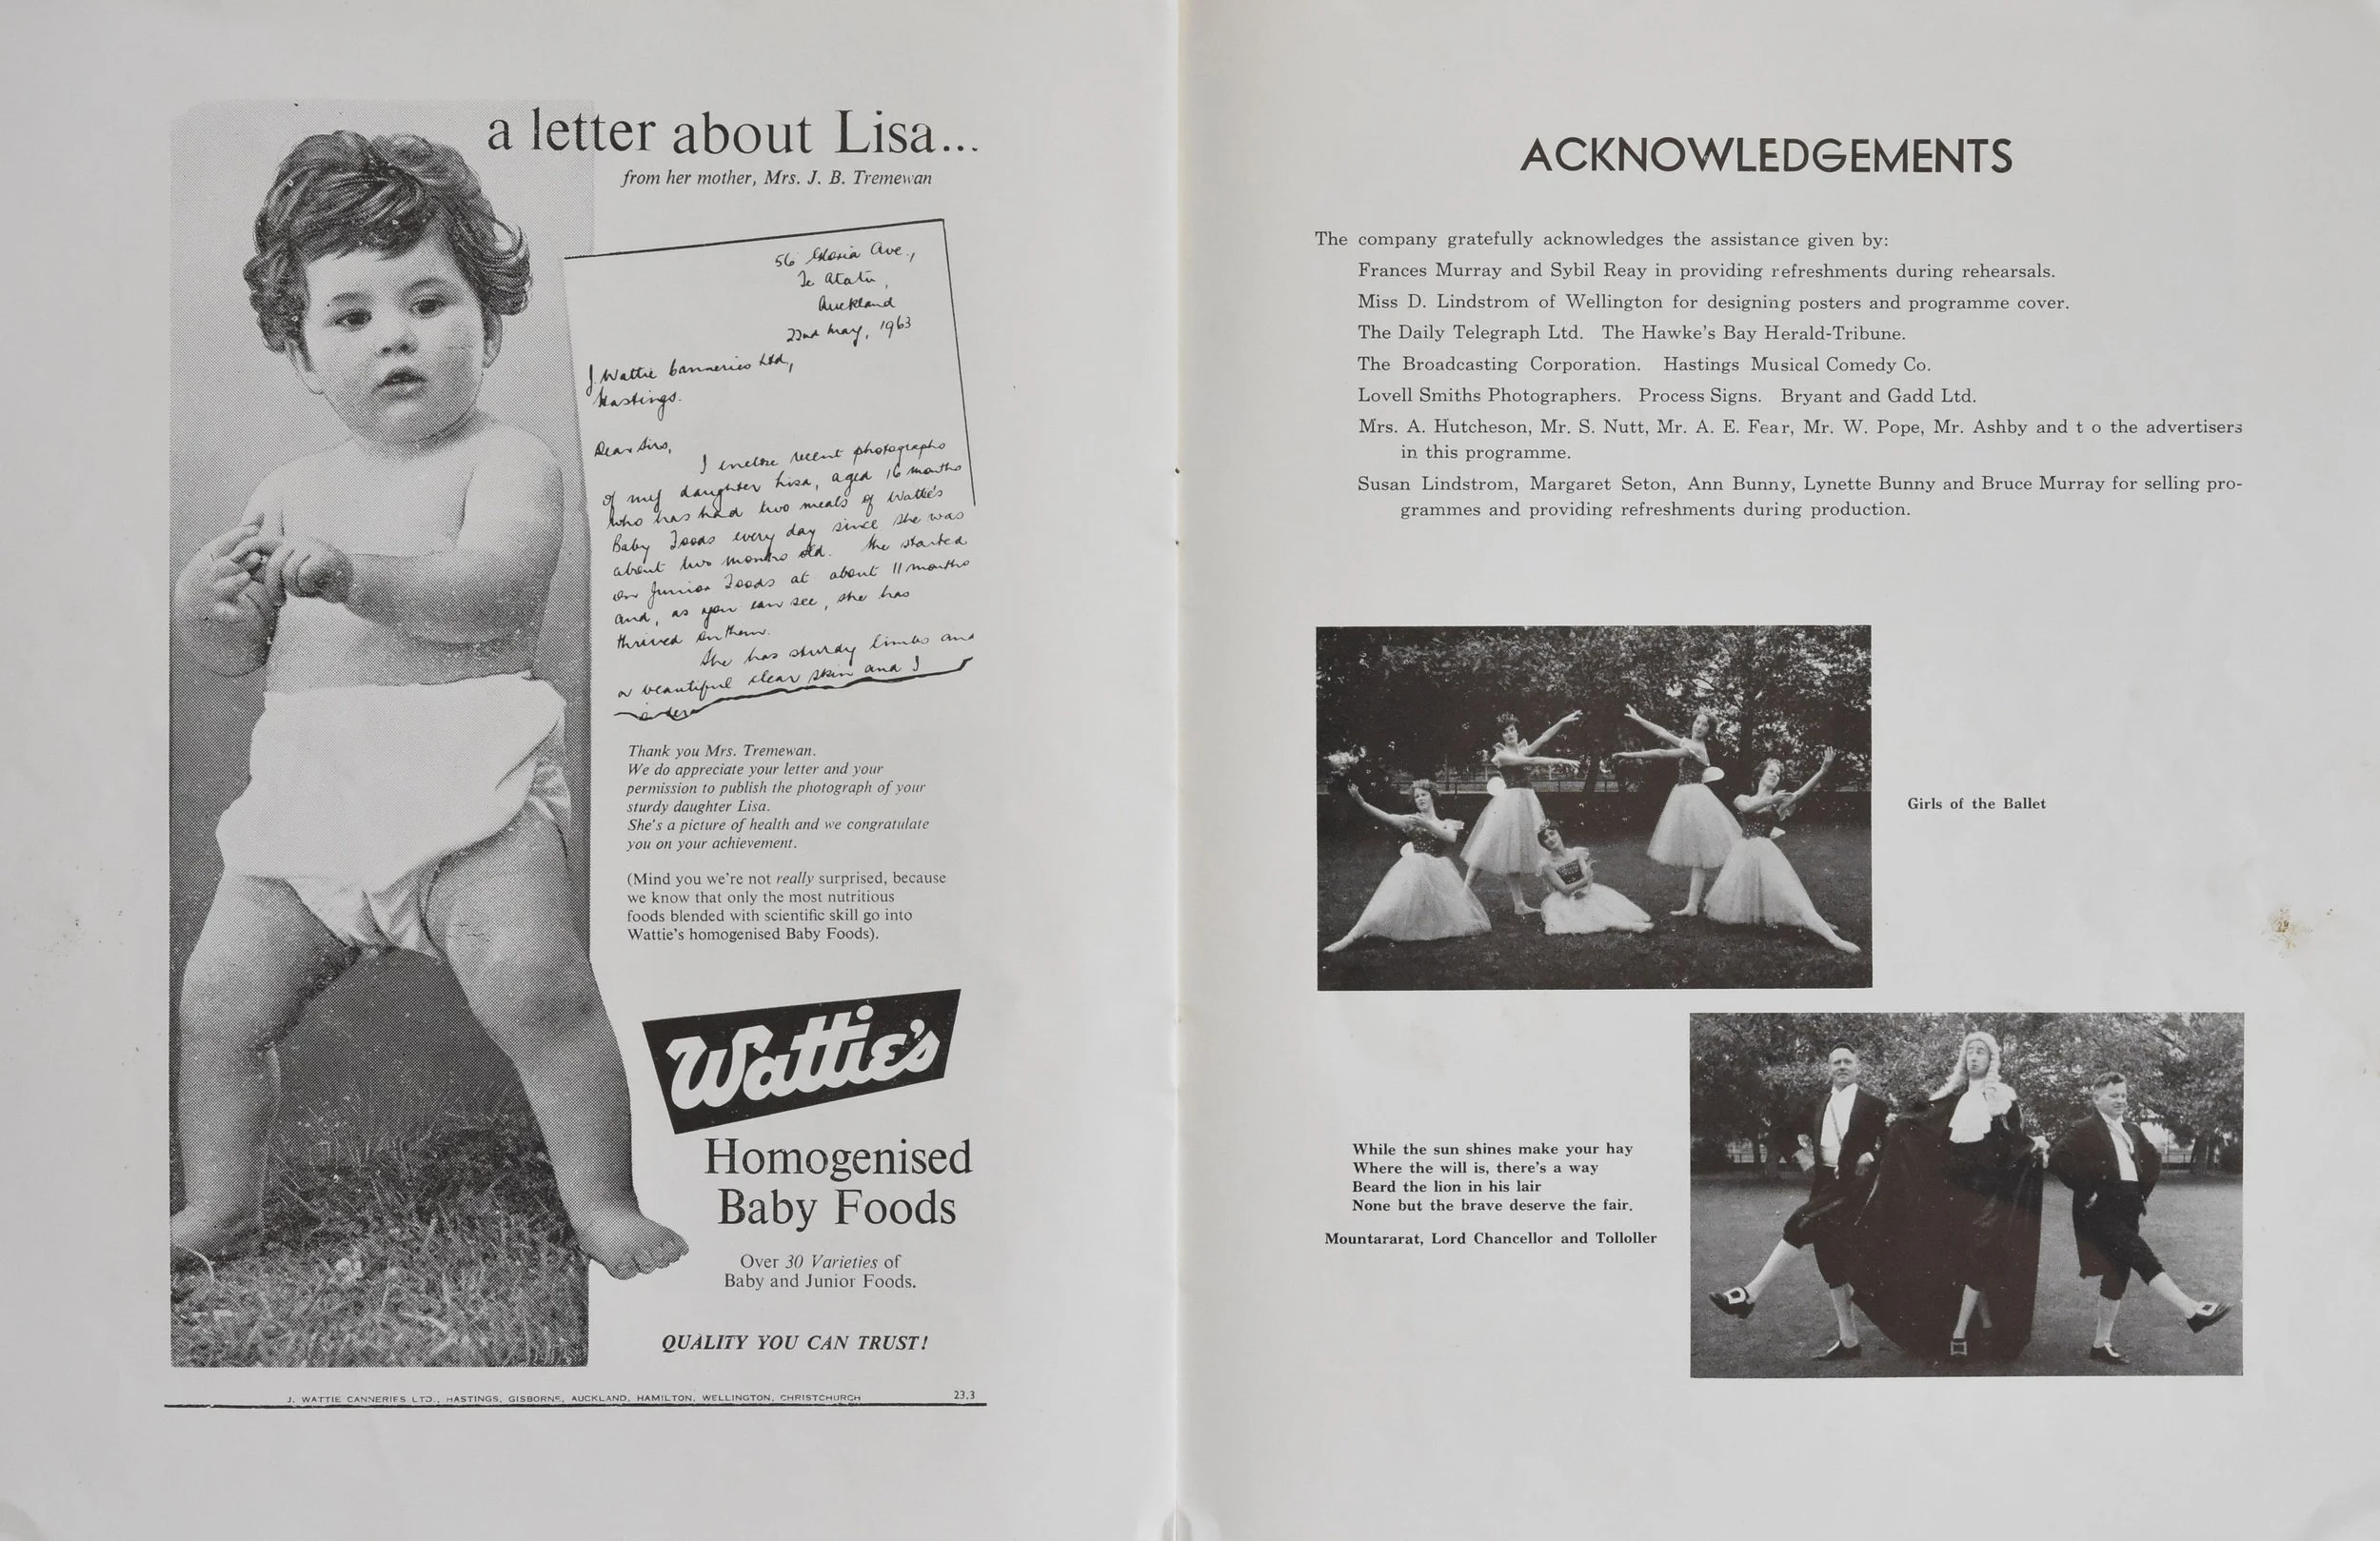 a letter about Lisa...
from her mother, Mrs. J. B. Tremewan
56 Gloria Ave.,
Te Atatu,
Auckland
22nd May, 1963
J. Wattie Canneries Ltd,
Hastings.
Dear Sirs,
I enclose recent photographs
of my daughter Lisa, aged 16 months
who has had two meals of Wattie's
Baby Foods every day since she was
about two months old. She started
on Junior Foods at about 11 months
and, as you can see, she has
thrived on them.
She has sturdy limbs and
a beautiful clear skin and I
Thank you Mrs. Tremewan.
We do appreciate your letter and your
permission to publish the photograph of your
sturdy daughter Lisa.
She's a picture of health and we congratulate
you on your achievement.
(Mind you we're not really surprised, because
we know that only the most nutritious
foods blended with scientific skill go into
Wattie's homogenised Baby Foods).
Wattie's
Homogenised
Baby Foods
Over 30 Varieties of
Baby and Junior Foods.
QUALITY YOU CAN TRUST!
J. WATTIE CANNERIES LTD., HASTINGS, GISBORNE, AUCKLAND, HAMILTON, WELLINGTON, CHRISTCHURCH 23.3
ACKNOWLEDGEMENTS
The company gratefully acknowledges the assistance given by:
Frances Murray and Sybil Reay in providing refreshments during rehearsals.
Miss D. Lindstrom of Wellington for designing posters and programme cover.
The Daily Telegraph Ltd. The Hawke's Bay Herald-Tribune.
The Broadcasting Corporation. Hastings Musical Comedy Co.
Lovell Smiths Photographers. Process Signs. Bryant and Gadd Ltd.
Mrs. A. Hutcheson, Mr. S. Nutt, Mr. A. E. Fear, Mr. W. Pope, Mr. Ashby and t o the advertisers
in this programme.
Susan Lindstrom, Margaret Seton, Ann Bunny, Lynette Bunny and Bruce Murray for selling pro-
grammes and providing refreshments during production.
Girls of the Ballet
While the sun shines make your hay
Where the will is, there's a way
Beard the lion in his lair
None but the brave deserve the fair.
Mountararat, Lord Chancellor and Tolloller